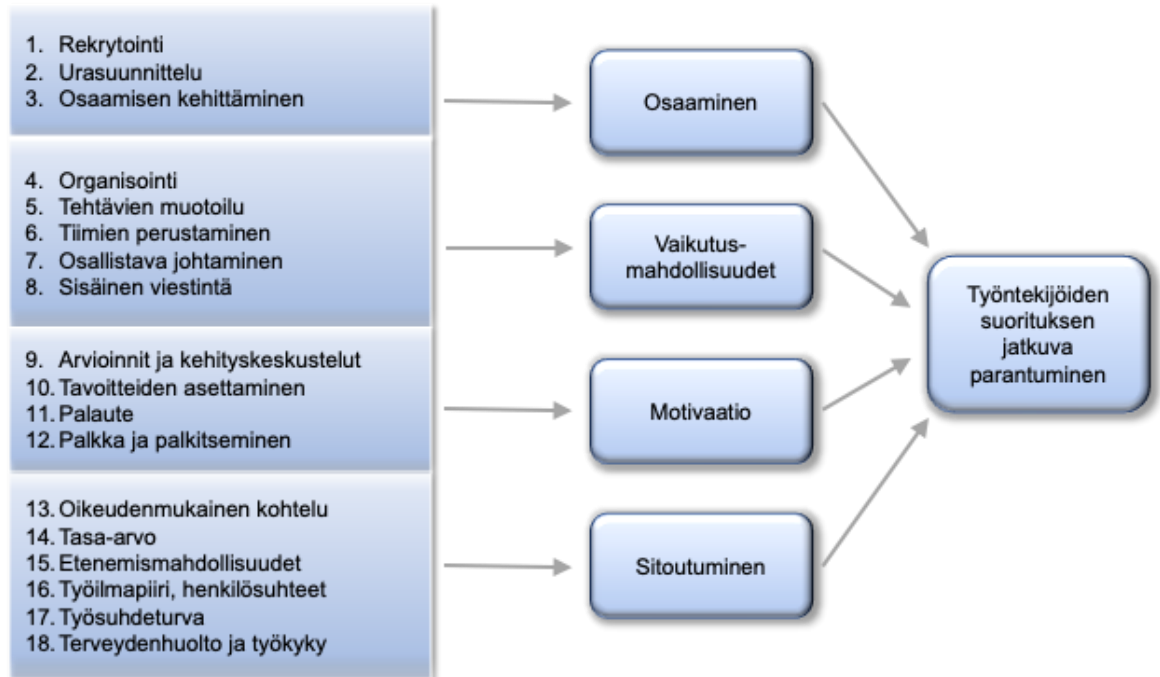 1. Rekrytointi
2. Urasuunnittelu
3. Osaamisen kehittäminen
4. Organisointi
5. Tehtävien muotoilu
6. Tiimien perustaminen
7. Osallistava johtaminen
8. Sisäinen viestintä
9. Arvioinnit ja kehityskeskustelut
10. Tavoitteiden asettaminen
11. Palaute
12. Palkka ja palkitseminen
13. Oikeudenmukainen kohtelu
14. Tasa-arvo
15. Etenemismahdollisuudet
16. Työilmapiiri, henkilösuhteet
17. Työsuhdeturva
18. Terveydenhuolto ja työkyky
Osaaminen
Vaikutus-
mahdollisuudet
Motivaatio
Sitoutuminen
Työntekijöiden
suorituksen
jatkuva
parantuminen